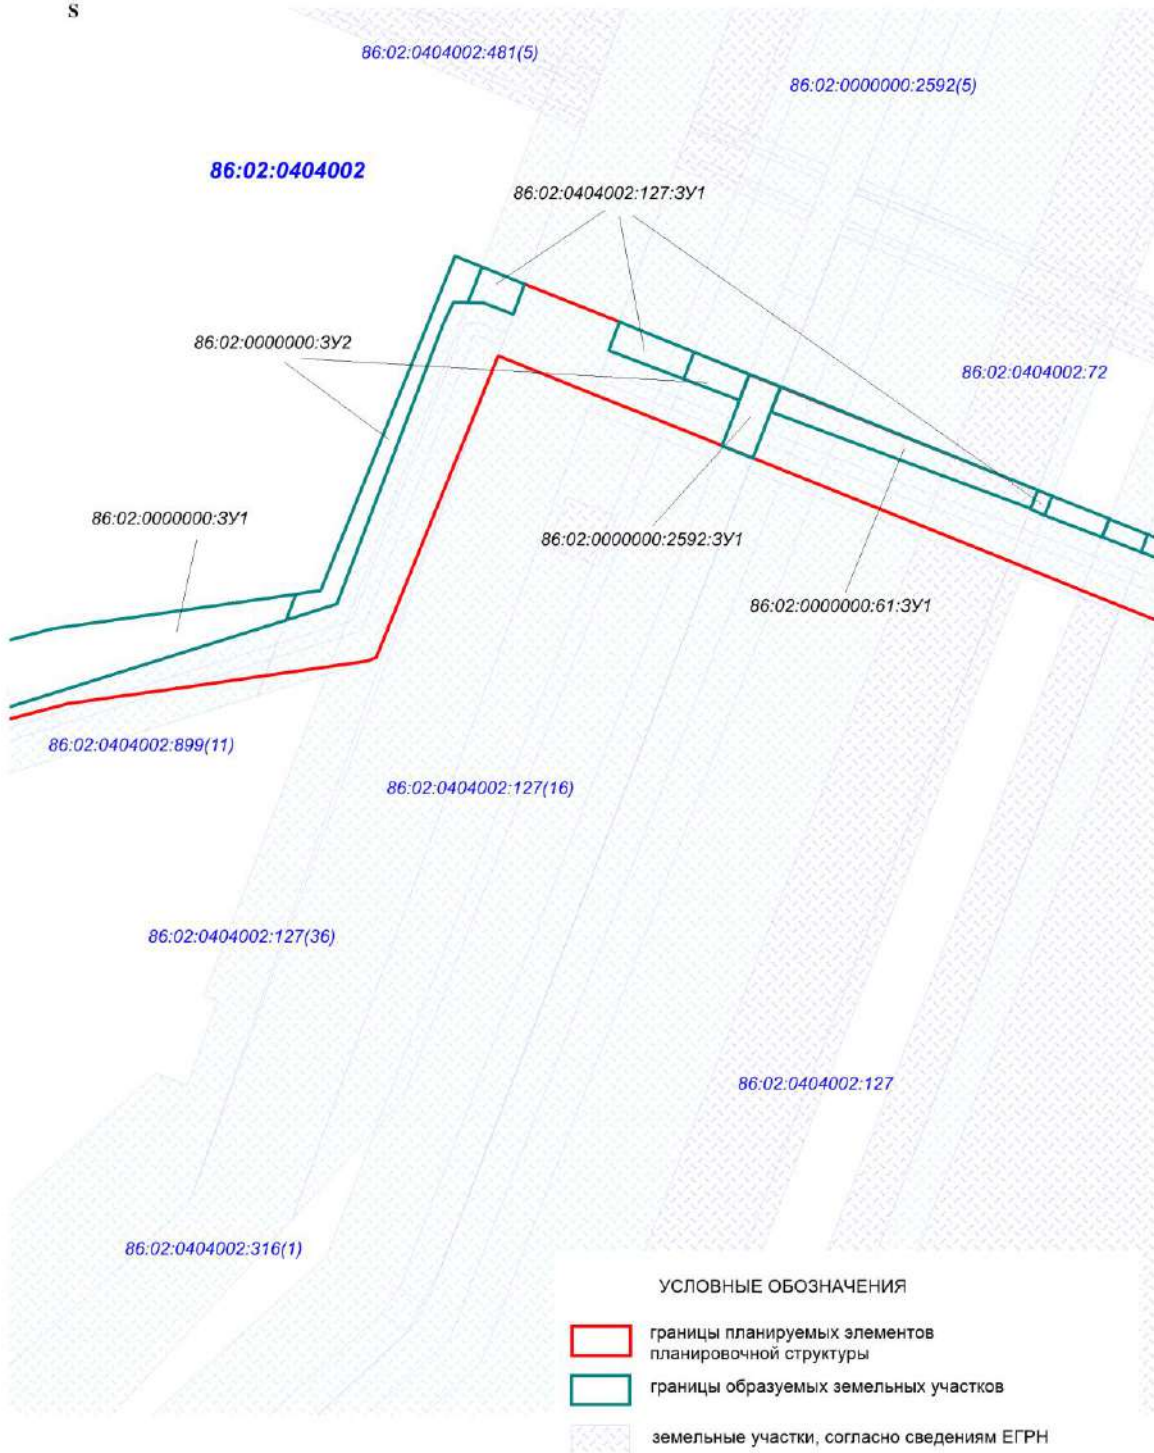 S
86:02:0404002:481(5)
86:02:0000000:2592(5)
86:02:0404002
86:02:0404002:127:ЗУ1
86:02:0000000:ЗУ2
86:02:0404002:72
86:02:0000000:ЗУ1
86:02:0000000:2592:ЗУ1
86:02:0000000:61:ЗУ1
86:02:0404002:899(11)
86:02:0404002:127(16)
86:02:0404002:127(36)
86:02:0404002:127
86:02:0404002:316(1)
УСЛОВНЫЕ ОБОЗНАЧЕНИЯ
границы планируемых элементов
планировочной структуры
границы образуемых земельных участков
земельные участки, согласно сведениям ЕГРН